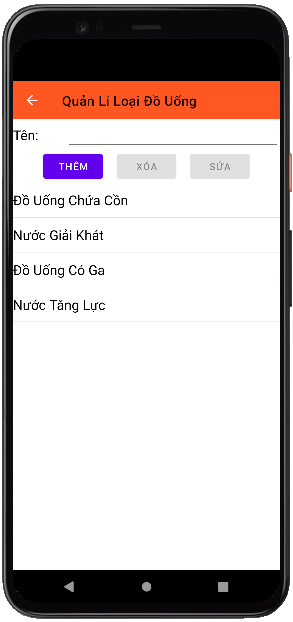 Quản Lí Loại Đồ Uống
Tên:
THÊM XÓA SỬA
Đồ Uống Chứa Cồn
Nước Giải Khát
Đồ Uống Có Ga
Nước Tăng Lực